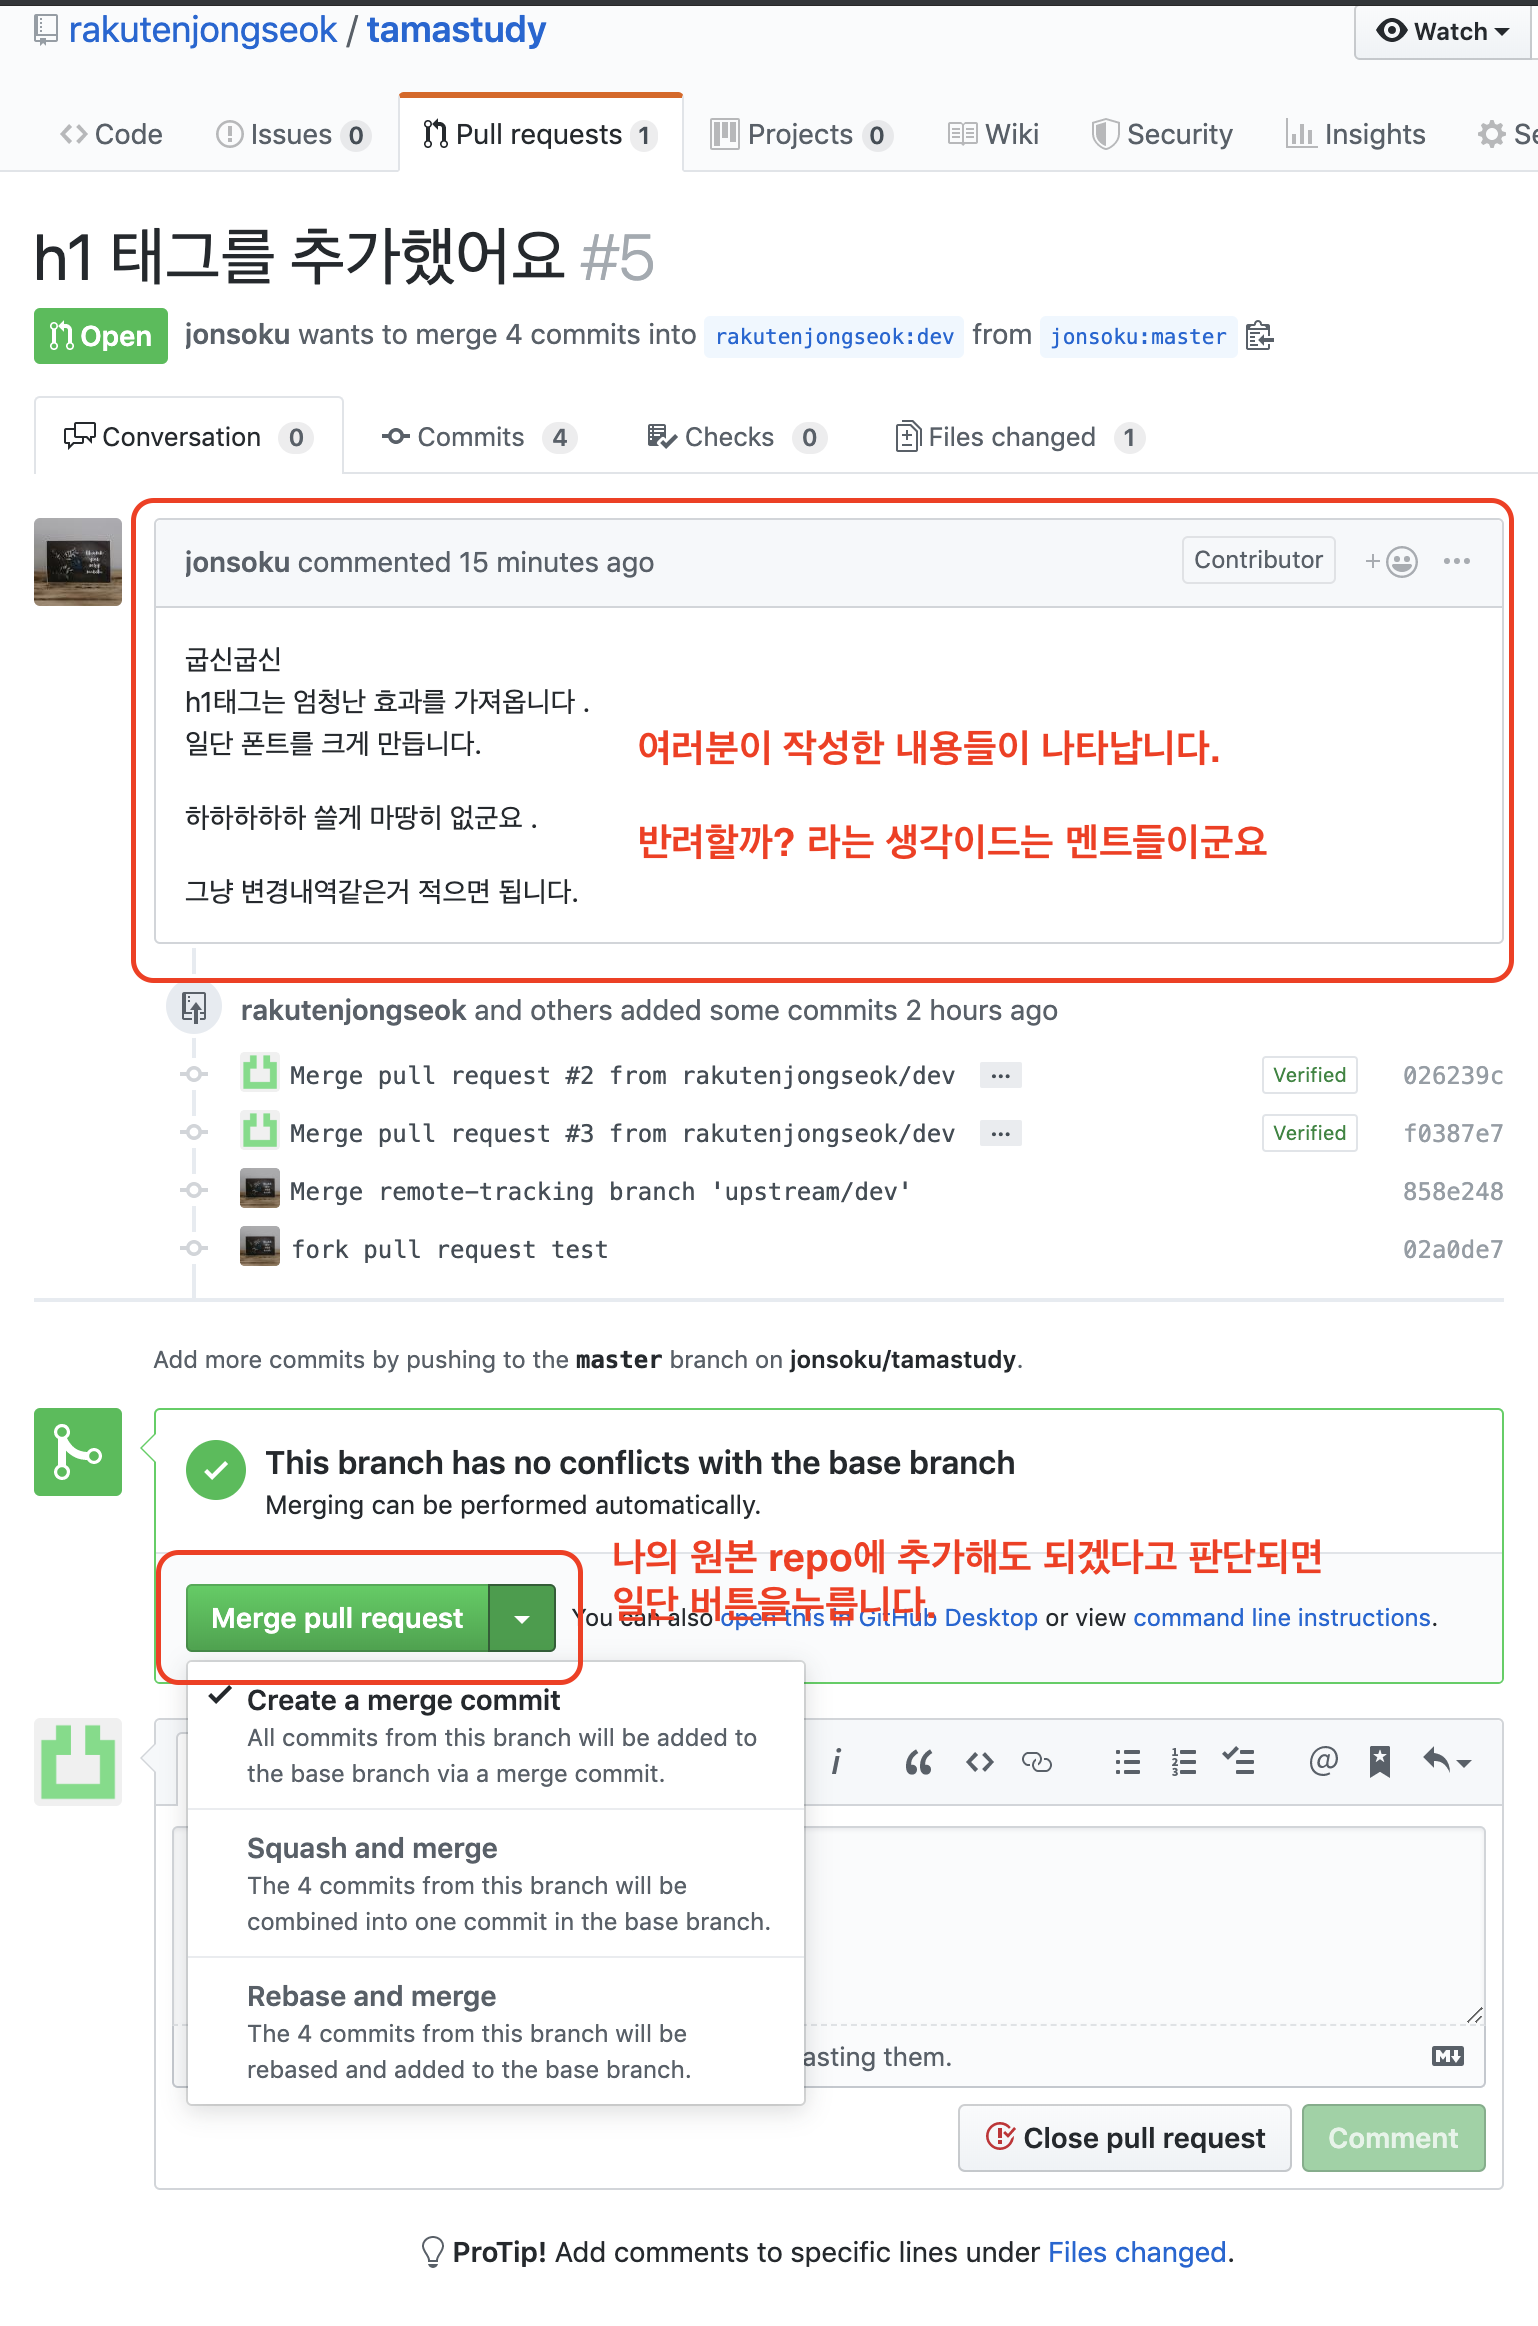 rakutenjongseok / tamastudy
Watch
Code
Issues 0
Pull requests 1
Projects 0
Wiki
Security
Insights
h1 태그를 추가했어요 #5
Open
jonsoku wants to merge 4 commits into rakutenjongseok:dev from jonsoku:master
Conversation 0
Commits 4
Checks 0
Files changed 1
jonsoku commented 15 minutes ago
Contributor
굽신굽신
h1태그는 엄청난 효과를 가져옵니다 .
일단 폰트를 크게 만듭니다.
여러분이 작성한 내용들이 나타납니다.
하하하하하 쓸게 마땅히 없군요 .
반려할까? 라는 생각이드는 멘트들이군요
그냥 변경내역같은거 적으면 됩니다.
rakutenjongseok and others added some commits 2 hours ago
Merge pull request #2 from rakutenjongseok/dev ... Verified 026239c
Merge pull request #3 from rakutenjongseok/dev ... Verified f0387e7
Merge remote-tracking branch 'upstream/dev' 858e248
fork pull request test 02a0de7
Add more commits by pushing to the master branch on jonsoku/tamastudy.
This branch has no conflicts with the base branch
Merging can be performed automatically.
나의 원본 repo에 추가해도 되겠다고 판단되면
일단 버튼을누릅니다.
Merge pull request
You can also open this in GitHub Desktop or view command line instructions.
Create a merge commit
All commits from this branch will be added to
the base branch via a merge commit.
Squash and merge
The 4 commits from this branch will be
combined into one commit in the base branch.
Rebase and merge
The 4 commits from this branch will be
rebased and added to the base branch.
asting them.
Close pull request
Comment
ProTip! Add comments to specific lines under Files changed.